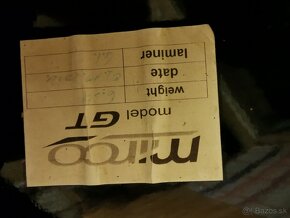 mirco
model GT
weight
date
laminer
© Bazos.sk